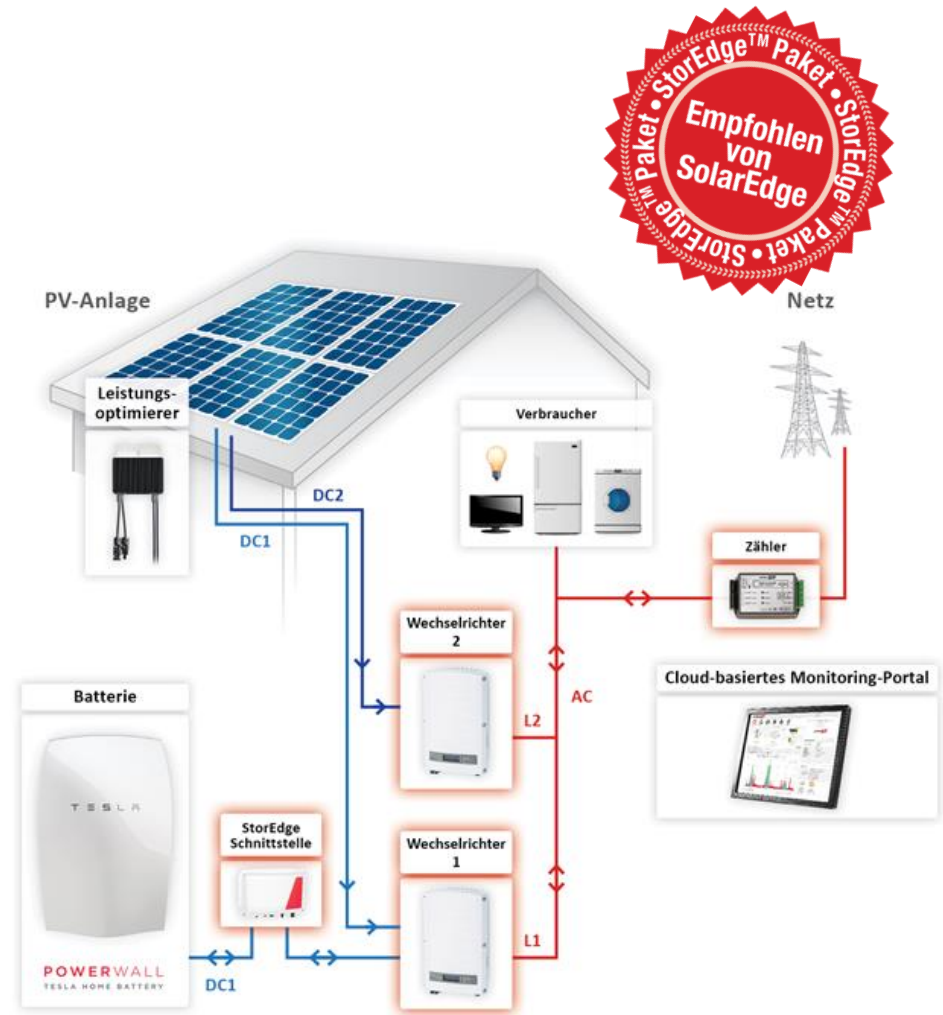 StorEdge™ Paket • StorEdge™ Paket • StorEdge™ Paket •
Empfohlen
von
SolarEdge
PV-Anlage
Netz
Leistungs-
optimierer
Verbraucher
DC2
DC1
Zähler
Wechselrichter
2
Cloud-basiertes Monitoring-Portal
Batterie
AC
L2
TESLA
StorEdge
Schnittstelle
Wechselrichter
1
L1
POWERWALL
TESLA HOME BATTERY
DC1